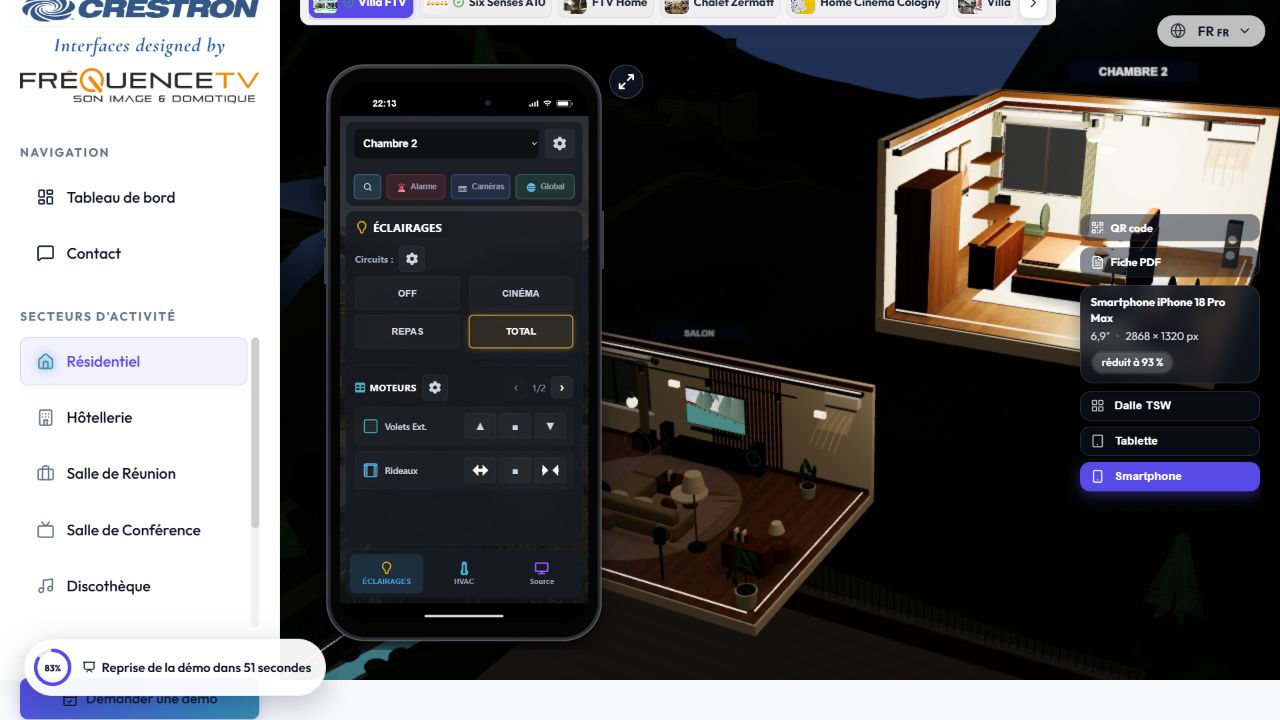 CRESTRON
Interfaces designed by
FREQUENCETV
SON IMAGE & DOMOTIQUE
NAVIGATION
Tableau de bord
Contact
SECTEURS D'ACTIVITÉ
Résidentiel
Hôtellerie
Salle de Réunion
Salle de Conférence
Discothèque
83%
Reprise de la démo dans 51 secondes
Demander une démo
Villa FTV
Six Senses A10
FTV Home
Chalet Zermatt
Home Cinema Cologny
Villa
FR FR
22:13
Chambre 2
Alarme
Caméras
Global
ÉCLAIRAGES
Circuits :
OFF
CINÉMA
REPAS
TOTAL
MOTEURS
1/2
Volets Ext.
Rideaux
ÉCLAIRAGES
HVAC
Source
CHAMBRE 2
SALON
QR code
Fiche PDF
Smartphone iPhone 18 Pro
Max
6,9″ · 2868 × 1320 px
réduit à 93 %
Dalle TSW
Tablette
Smartphone